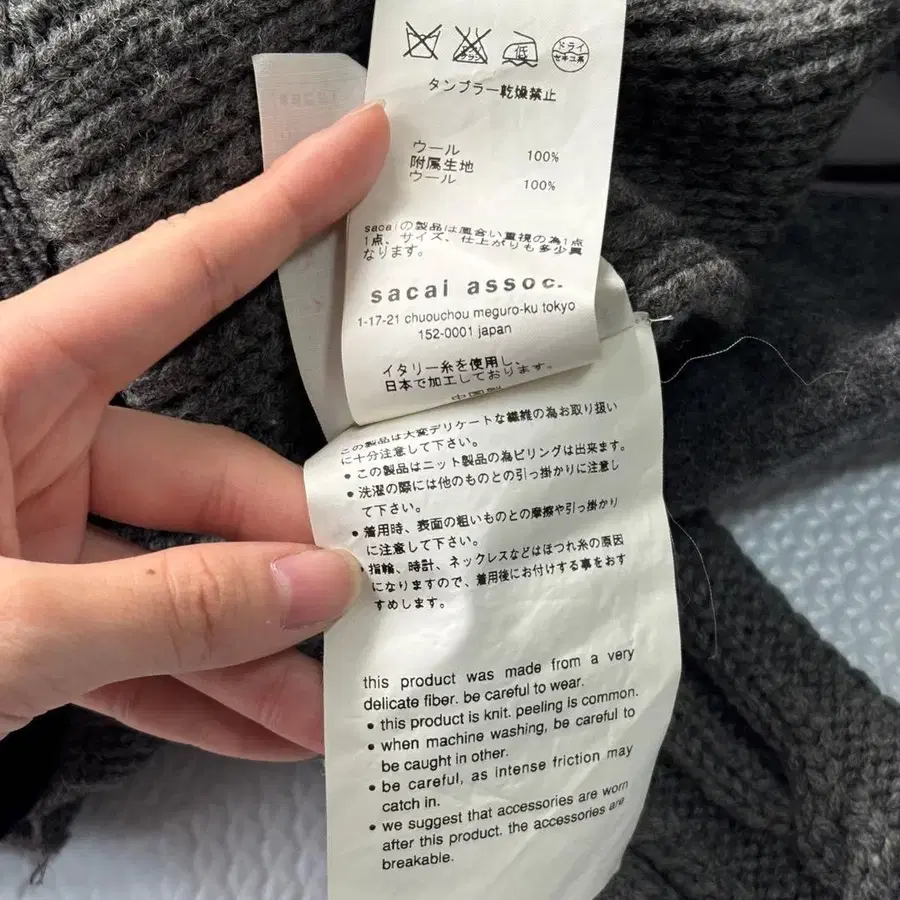 低
ドライ
セキユ系
タンブラー乾燥禁止
ウール 100%
附属生地
ウール 100%
sacaiの製品は風合い重視の為1点
1点、サイズ、仕上がりも多少異
なります。
sacai assoc.
1-17-21 chuouchou meguro-ku tokyo
152-0001 japan
イタリー糸を使用し、
日本で加工しております。
この製品は大変デリケートな繊維の為お取り扱い
に十分注意して下さい。
• この製品はニット製品の為ピリングは出来ます。
• 洗濯の際には他のものとの引っ掛かりに注意し
て下さい。
• 着用時、表面の粗いものとの摩擦や引っ掛かり
に注意して下さい。
• 指輪、時計、ネックレスなどはほつれ糸の原因
になりますので、着用後にお付けする事をおす
すめします。
this product was made from a very
delicate fiber. be careful to wear.
• this product is knit. peeling is common.
• when machine washing, be careful to
be caught in other.
• be careful, as intense friction may
catch in.
• we suggest that accessories are worn
after this product. the accessories are
breakable.